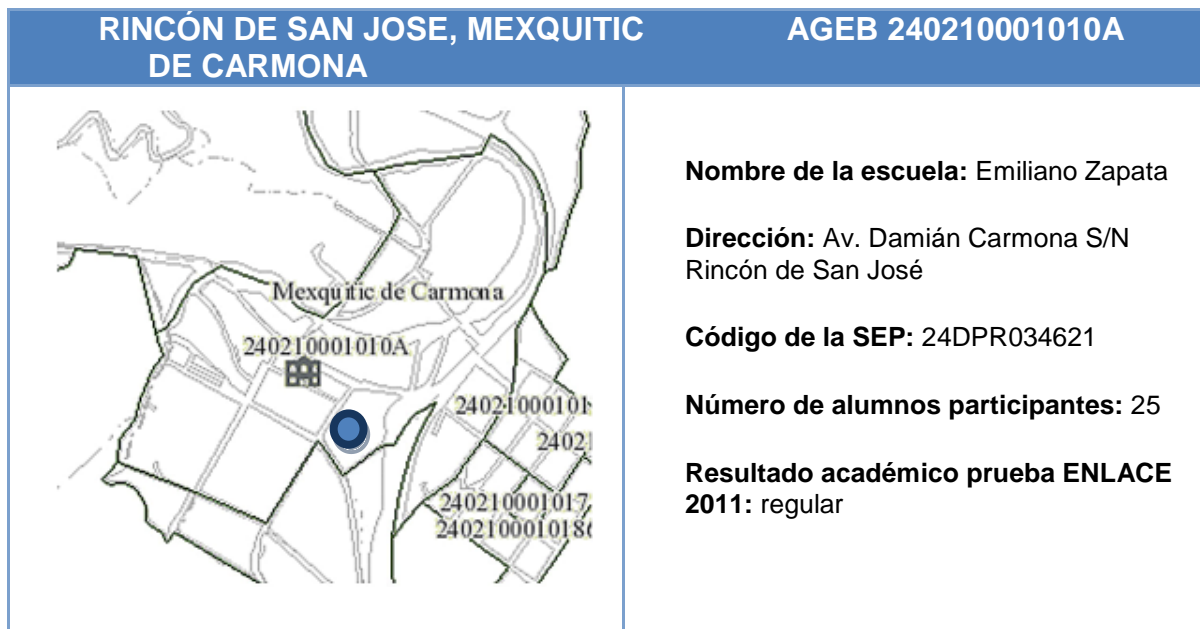 RINCÓN DE SAN JOSE, MEXQUITIC
DE CARMONA
AGEB 240210001010A
Mexquitic de Carmona
240210001010A
240210001017
240210001018
Nombre de la escuela: Emiliano Zapata
Dirección: Av. Damián Carmona S/N
Rincón de San José
Código de la SEP: 24DPR034621
Número de alumnos participantes: 25
Resultado académico prueba ENLACE
2011: regular